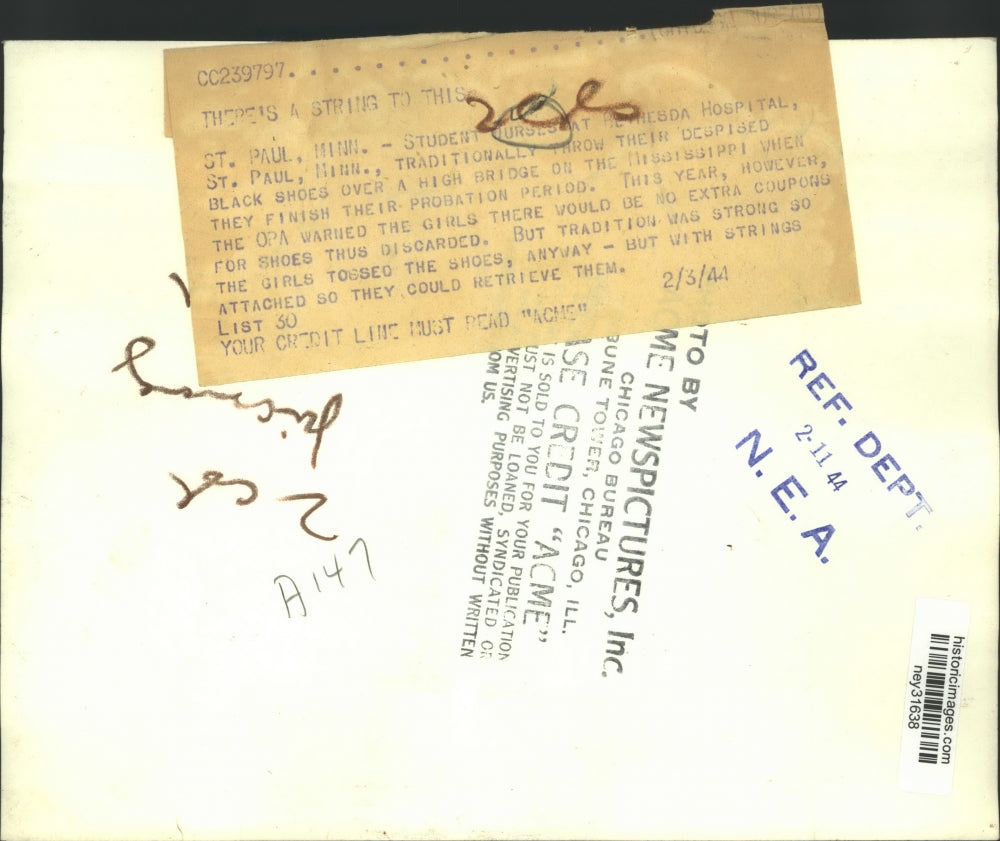 CC239797. . . . . . . . . . . . . . . . . . . .
THERE'S A STRING TO THIS
ST. PAUL, MINN. - STUDENT NURSES AT BETHESDA HOSPITAL,
ST. PAUL, MINN., TRADITIONALLY THROW THEIR DESPISED
BLACK SHOES OVER A HIGH BRIDGE ON THE MISSISSIPPI WHEN
THEY FINISH THEIR PROBATION PERIOD. THIS YEAR, HOWEVER,
THE OPA WARNED THE GIRLS THERE WOULD BE NO EXTRA COUPONS
FOR SHOES THUS DISCARDED. BUT TRADITION WAS STRONG SO
THE GIRLS TOSSED THE SHOES, ANYWAY - BUT WITH STRINGS
ATTACHED SO THEY COULD RETRIEVE THEM. 2/3/44
LIST 30
YOUR CREDIT LINE MUST READ "ACME"
TO BY
ME NEWSPICTURES, Inc.
CHICAGO BUREAU
BUNE TOWER, CHICAGO, ILL.
SE CREDIT "ACME"
IS SOLD TO YOU FOR YOUR PUBLICATION
UST NOT BE LOANED, SYNDICATED OR
VERTISING PURPOSES WITHOUT WRITTEN
OM US.
REF. DEPT.
2-11 44
N. E. A.
2 col
A147
historicimages.com
ney31638